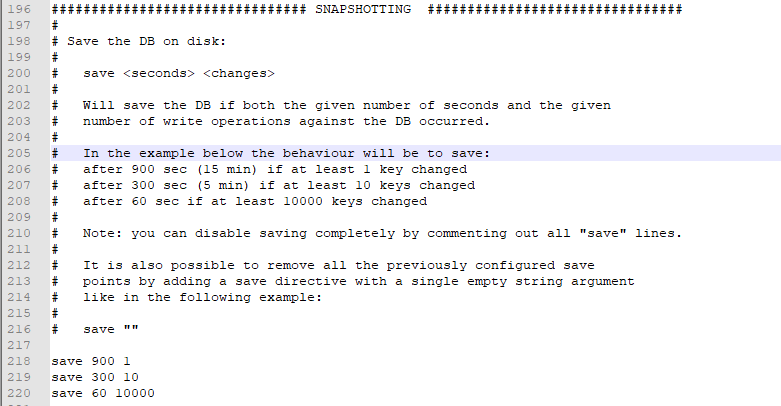 196 ################################ SNAPSHOTTING  ################################
197 #
198 # Save the DB on disk:
199 #
200 #   save <seconds> <changes>
201 #
202 #   Will save the DB if both the given number of seconds and the given
203 #   number of write operations against the DB occurred.
204 #
205 #   In the example below the behaviour will be to save:
206 #   after 900 sec (15 min) if at least 1 key changed
207 #   after 300 sec (5 min) if at least 10 keys changed
208 #   after 60 sec if at least 10000 keys changed
209 #
210 #   Note: you can disable saving completely by commenting out all "save" lines.
211 #
212 #   It is also possible to remove all the previously configured save
213 #   points by adding a save directive with a single empty string argument
214 #   like in the following example:
215 #
216 #   save ""
217
218 save 900 1
219 save 300 10
220 save 60 10000